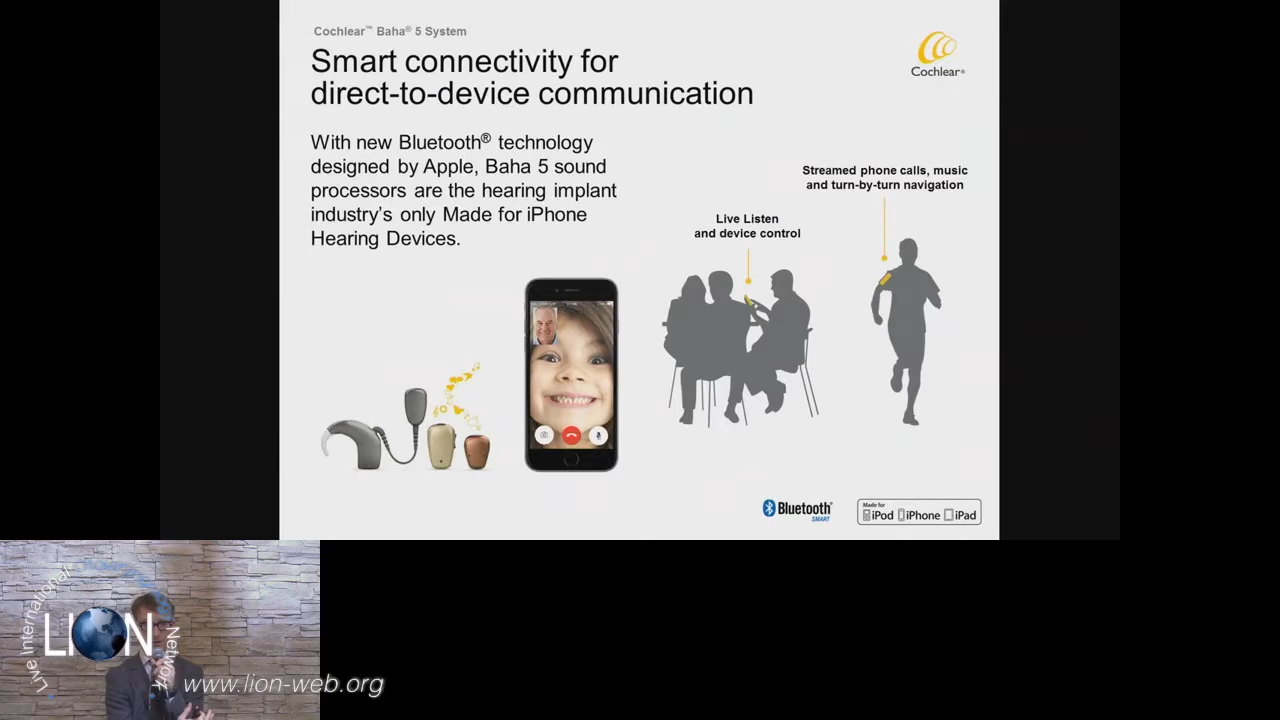 Cochlear™ Baha® 5 System
Smart connectivity for
direct-to-device communication
Cochlear®
With new Bluetooth® technology
designed by Apple, Baha 5 sound
processors are the hearing implant
industry's only Made for iPhone
Hearing Devices.
Streamed phone calls, music
and turn-by-turn navigation
Live Listen
and device control
Bluetooth®
SMART
Made for
iPod iPhone iPad
Live International
Network
LION
www.lion-web.org